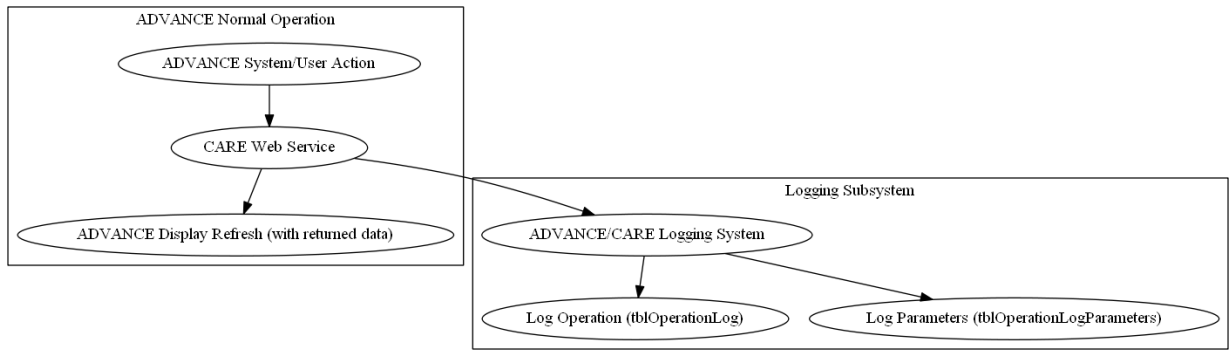 ADVANCE Normal Operation
ADVANCE System/User Action
CARE Web Service
ADVANCE Display Refresh (with returned data)
Logging Subsystem
ADVANCE/CARE Logging System
Log Operation (tblOperationLog)
Log Parameters (tblOperationLogParameters)